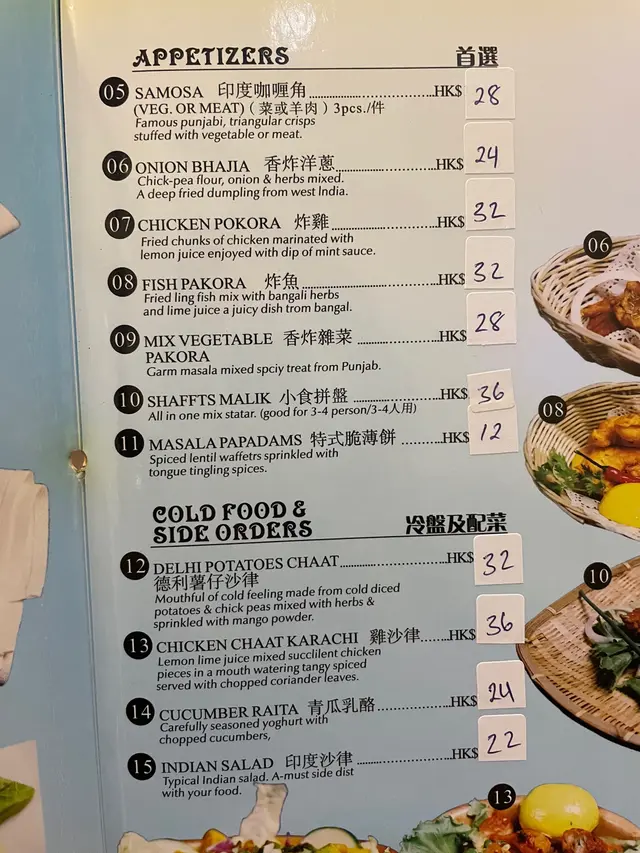 APPETIZERS 首選
05 SAMOSA 印度咖喱角 HK$ 28
(VEG. OR MEAT) (菜或羊肉) 3pcs./件
Famous punjabi, triangular crisps
stuffed with vegetable or meat.
06 ONION BHAJIA 香炸洋蔥 HK$ 24
Chick-pea flour, onion & herbs mixed.
A deep fried dumpling from west India.
07 CHICKEN POKORA 炸雞 HK$ 32
Fried chunks of chicken marinated with
lemon juice enjoyed with dip of mint sauce.
08 FISH PAKORA 炸魚 HK$ 32
Fried ling fish mix with bangali herbs
and lime juice a juicy dish trom bangal.
09 MIX VEGETABLE 香炸雜菜 HK$ 28
PAKORA
Garm masala mixed spciy treat from Punjab.
10 SHAFFTS MALIK 小食拼盤 HK$ 36
All in one mix statar. (good for 3-4 person/3-4人用)
11 MASALA PAPADAMS 特式脆薄餅 HK$ 12
Spiced lentil waffetrs sprinkled with
tongue tingling spices.
COLD FOOD &
SIDE ORDERS 冷盤及配菜
12 DELHI POTATOES CHAAT HK$ 32
德利薯仔沙律
Mouthful of cold feeling made from cold diced
potatoes & chick peas mixed with herbs &
sprinkled with mango powder.
13 CHICKEN CHAAT KARACHI 雞沙律 HK$ 36
Lemon lime juice mixed succlilent chicken
pieces in a mouth watering tangy spiced
served with chopped coriander leaves.
14 CUCUMBER RAITA 青瓜乳酪 HK$ 24
Carefully seasoned yoghurt with
chopped cucumbers,
15 INDIAN SALAD 印度沙律 HK$ 22
Typical Indian salad. A-must side dist
with your food.
06
08
10
13